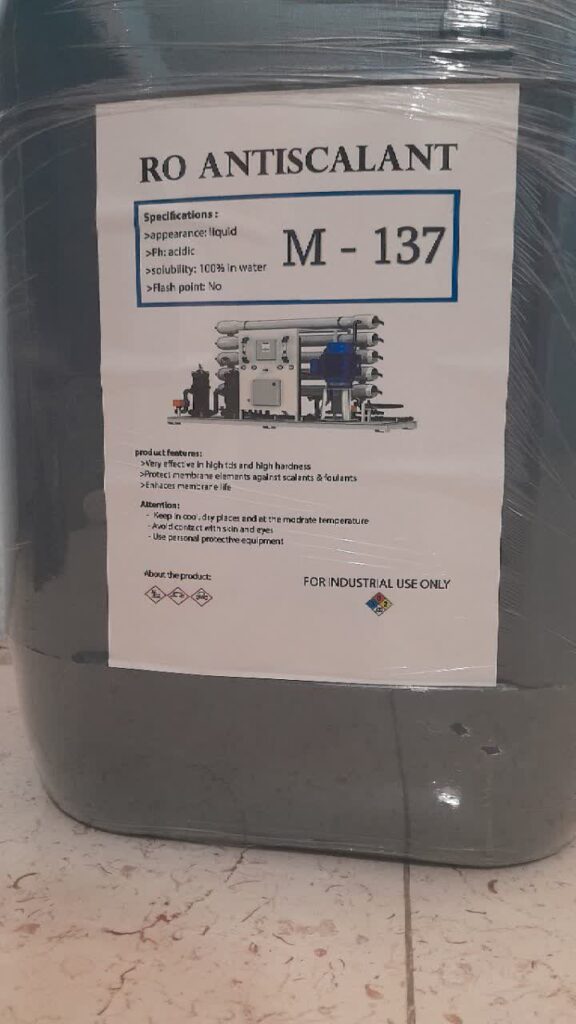 RO ANTISCALANT
Specifications :
>appearance: liquid
>Ph: acidic
>solubility: 100% in water
>Flash point: No
M - 137
product features:
>Very effective in high tds and high hardness
>Protect membrane elements against scalants & foulants
>Enhaces membrane life
Attention:
- Keep in cool, dry places and at the modrate temperature
- Avoid contact with skin and eyes
- Use personal protective equipment
About the product:
FOR INDUSTRIAL USE ONLY